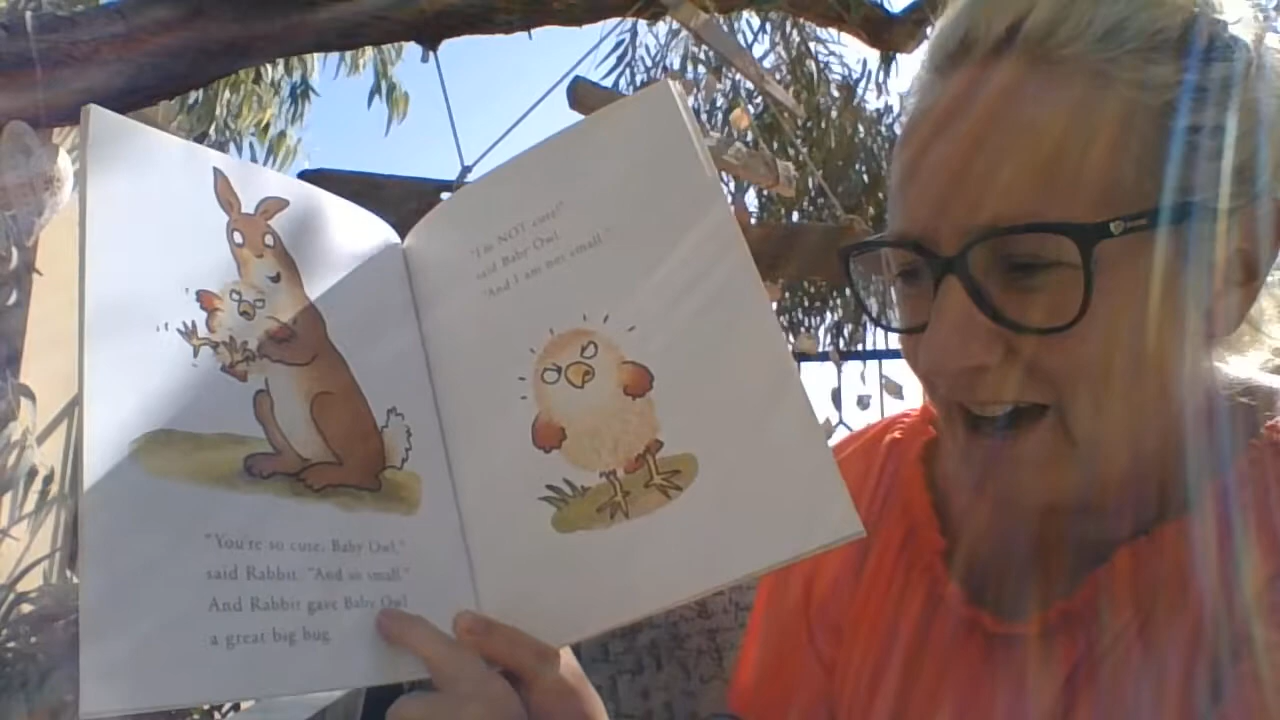 "You're so cute, Baby Owl,"
said Rabbit. "And so small."
And Rabbit gave Baby Owl
a great big bug.
"I'm NOT cute!"
said Baby Owl.
"And I am not small."